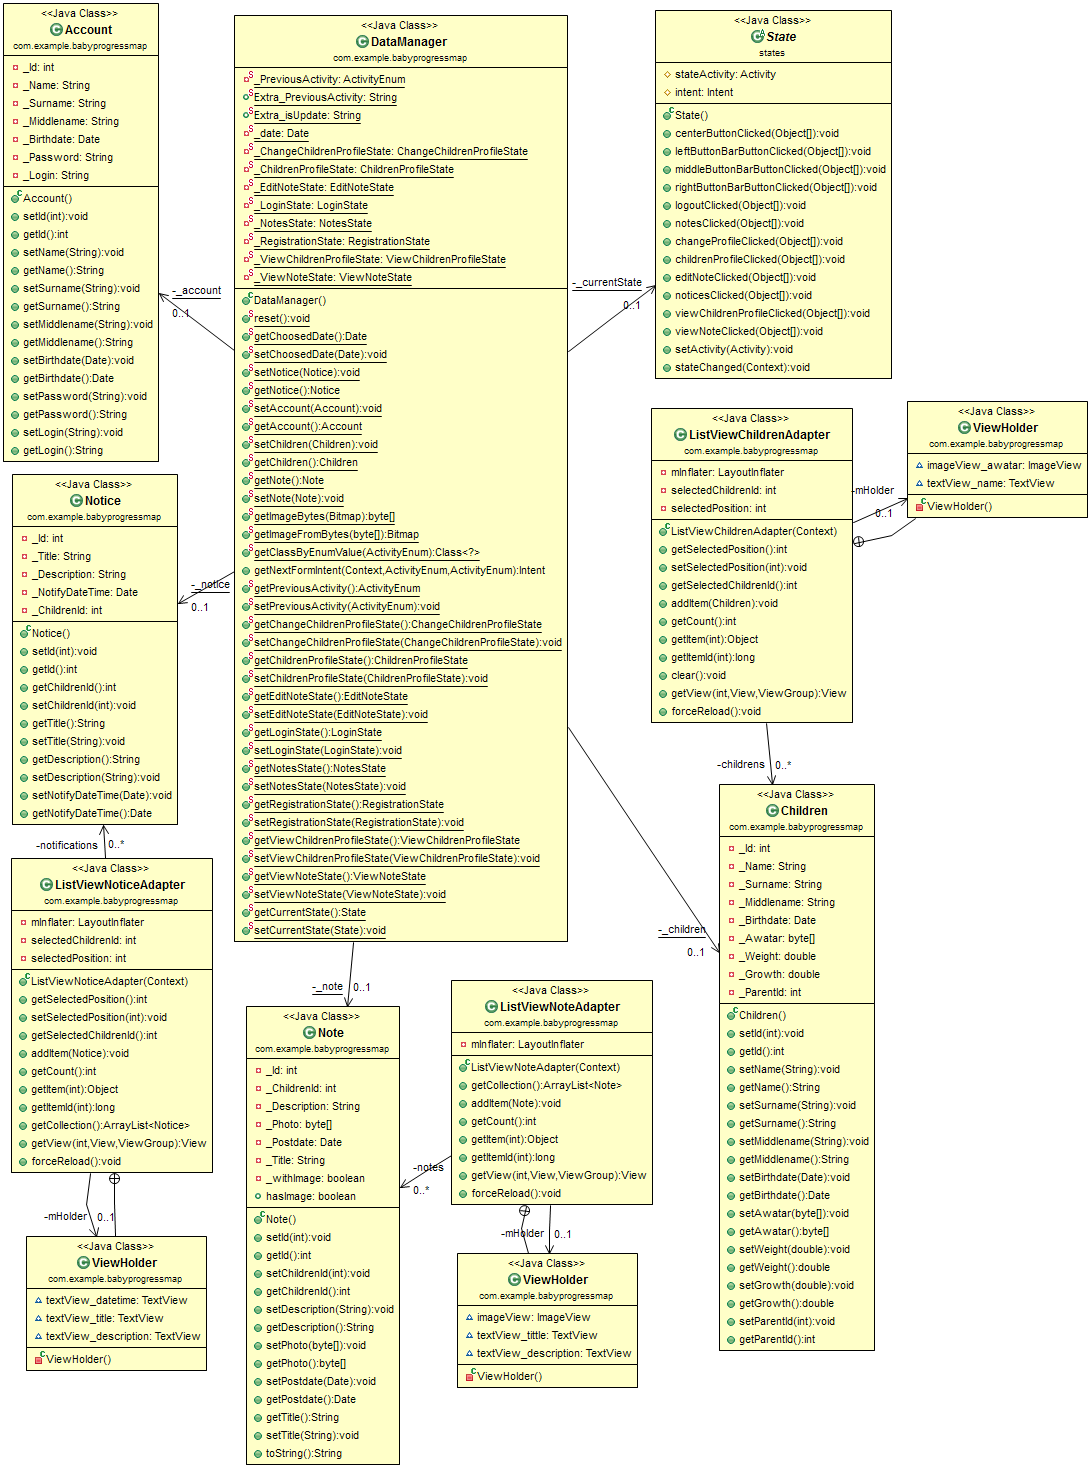 <<Java Class>>
Account
com.example.babyprogressmap
_Id: int
_Name: String
_Surname: String
_Middlename: String
_Birthdate: Date
_Password: String
_Login: String
Account()
setId(int):void
getId():int
setName(String):void
getName():String
setSurname(String):void
getSurname():String
setMiddlename(String):void
getMiddlename():String
setBirthdate(Date):void
getBirthdate():Date
setPassword(String):void
getPassword():String
setLogin(String):void
getLogin():String
-_account
0..1
<<Java Class>>
DataManager
com.example.babyprogressmap
_PreviousActivity: ActivityEnum
Extra_PreviousActivity: String
Extra_isUpdate: String
_date: Date
_ChangeChildrenProfileState: ChangeChildrenProfileState
_ChildrenProfileState: ChildrenProfileState
_EditNoteState: EditNoteState
_LoginState: LoginState
_NotesState: NotesState
_RegistrationState: RegistrationState
_ViewChildrenProfileState: ViewChildrenProfileState
_ViewNoteState: ViewNoteState
DataManager()
reset():void
getChoosedDate():Date
setChoosedDate(Date):void
setNotice(Notice):void
getNotice():Notice
setAccount(Account):void
getAccount():Account
setChildren(Children):void
getChildren():Children
getNote():Note
setNote(Note):void
getImageBytes(Bitmap):byte[]
getImageFromBytes(byte[]):Bitmap
getClassByEnumValue(ActivityEnum):Class<?>
getNextFormIntent(Context,ActivityEnum,ActivityEnum):Intent
getPreviousActivity():ActivityEnum
setPreviousActivity(ActivityEnum):void
getChangeChildrenProfileState():ChangeChildrenProfileState
setChangeChildrenProfileState(ChangeChildrenProfileState):void
getChildrenProfileState():ChildrenProfileState
setChildrenProfileState(ChildrenProfileState):void
getEditNoteState():EditNoteState
setEditNoteState(EditNoteState):void
getLoginState():LoginState
setLoginState(LoginState):void
getNotesState():NotesState
setNotesState(NotesState):void
getRegistrationState():RegistrationState
setRegistrationState(RegistrationState):void
getViewChildrenProfileState():ViewChildrenProfileState
setViewChildrenProfileState(ViewChildrenProfileState):void
getViewNoteState():ViewNoteState
setViewNoteState(ViewNoteState):void
getCurrentState():State
setCurrentState(State):void
-_currentState
0..1
<<Java Class>>
State
states
stateActivity: Activity
intent: Intent
State()
centerButtonClicked(Object[]):void
leftButtonBarButtonClicked(Object[]):void
middleButtonBarButtonClicked(Object[]):void
rightButtonBarButtonClicked(Object[]):void
logoutClicked(Object[]):void
notesClicked(Object[]):void
changeProfileClicked(Object[]):void
childrenProfileClicked(Object[]):void
editNoteClicked(Object[]):void
noticesClicked(Object[]):void
viewChildrenProfileClicked(Object[]):void
viewNoteClicked(Object[]):void
setActivity(Activity):void
stateChanged(Context):void
<<Java Class>>
ListViewChildrenAdapter
com.example.babyprogressmap
mInflater: LayoutInflater
selectedChildrenId: int
selectedPosition: int
ListViewChildrenAdapter(Context)
getSelectedPosition():int
setSelectedPosition(int):void
getSelectedChildrenId():int
addItem(Children):void
getCount():int
getItem(int):Object
getItemId(int):long
clear():void
getView(int,View,ViewGroup):View
forceReload():void
-mHolder
0..1
<<Java Class>>
ViewHolder
com.example.babyprogressmap
imageView_awatar: ImageView
textView_name: TextView
ViewHolder()
<<Java Class>>
Notice
com.example.babyprogressmap
_Id: int
_Title: String
_Description: String
_NotifyDateTime: Date
_ChildrenId: int
Notice()
setId(int):void
getId():int
getChildrenId():int
setChildrenId(int):void
getTitle():String
setTitle(String):void
getDescription():String
setDescription(String):void
setNotifyDateTime(Date):void
getNotifyDateTime():Date
-_notice
0..1
-notifications
0..*
-childrens
0..*
<<Java Class>>
Children
com.example.babyprogressmap
_Id: int
_Name: String
_Surname: String
_Middlename: String
_Birthdate: Date
_Awatar: byte[]
_Weight: double
_Growth: double
_ParentId: int
Children()
setId(int):void
getId():int
setName(String):void
getName():String
setSurname(String):void
getSurname():String
setMiddlename(String):void
getMiddlename():String
setBirthdate(Date):void
getBirthdate():Date
setAwatar(byte[]):void
getAwatar():byte[]
setWeight(double):void
getWeight():double
setGrowth(double):void
getGrowth():double
setParentId(int):void
getParentId():int
-_children
0..1
<<Java Class>>
ListViewNoticeAdapter
com.example.babyprogressmap
mInflater: LayoutInflater
selectedChildrenId: int
selectedPosition: int
ListViewNoticeAdapter(Context)
getSelectedPosition():int
setSelectedPosition(int):void
getSelectedChildrenId():int
addItem(Notice):void
getCount():int
getItem(int):Object
getItemId(int):long
getCollection():ArrayList<Notice>
getView(int,View,ViewGroup):View
forceReload():void
-mHolder
0..1
<<Java Class>>
ViewHolder
com.example.babyprogressmap
textView_datetime: TextView
textView_title: TextView
textView_description: TextView
ViewHolder()
-_note
0..1
<<Java Class>>
Note
com.example.babyprogressmap
_Id: int
_ChildrenId: int
_Description: String
_Photo: byte[]
_Postdate: Date
_Title: String
_withImage: boolean
hasImage: boolean
Note()
setId(int):void
getId():int
setChildrenId(int):void
getChildrenId():int
setDescription(String):void
getDescription():String
setPhoto(byte[]):void
getPhoto():byte[]
setPostdate(Date):void
getPostdate():Date
getTitle():String
setTitle(String):void
toString():String
<<Java Class>>
ListViewNoteAdapter
com.example.babyprogressmap
mInflater: LayoutInflater
ListViewNoteAdapter(Context)
getCollection():ArrayList<Note>
addItem(Note):void
getCount():int
getItem(int):Object
getItemId(int):long
getView(int,View,ViewGroup):View
forceReload():void
-notes
0..*
-mHolder
0..1
<<Java Class>>
ViewHolder
com.example.babyprogressmap
imageView: ImageView
textView_tittle: TextView
textView_description: TextView
ViewHolder()